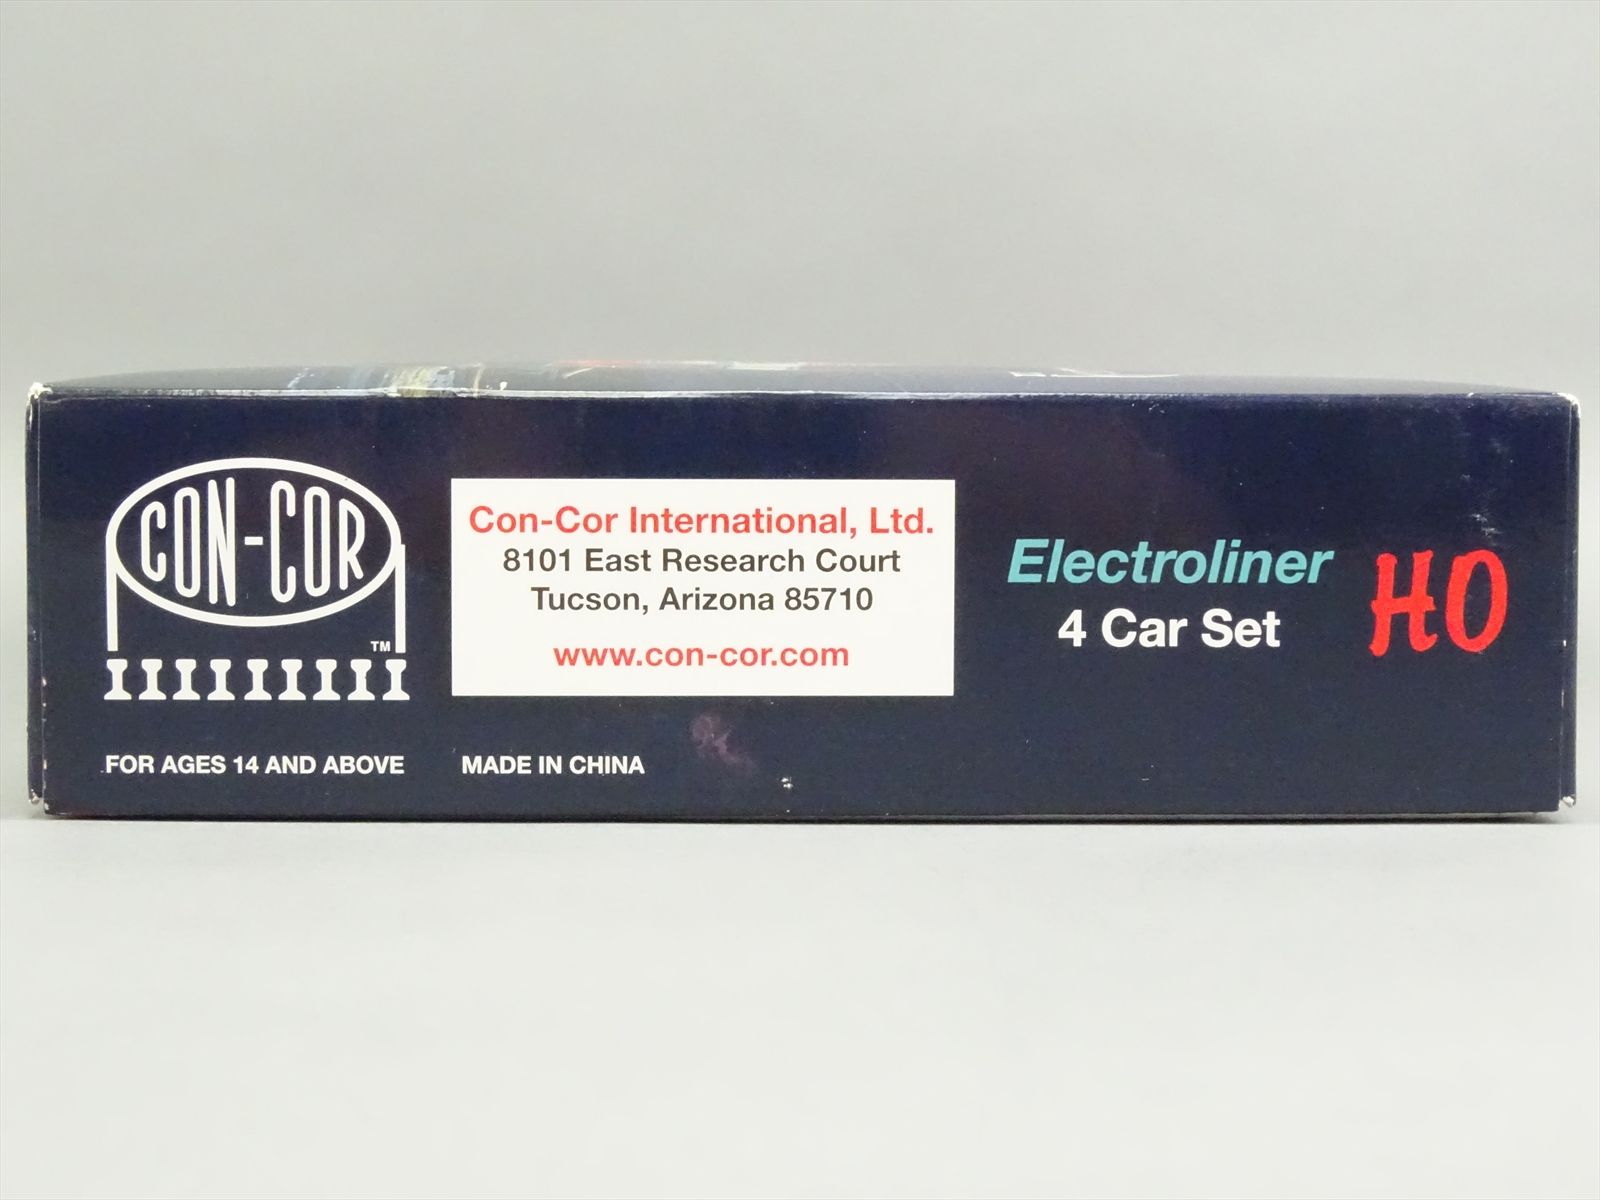 CON-COR
TM
FOR AGES 14 AND ABOVE
Con-Cor International, Ltd.
8101 East Research Court
Tucson, Arizona 85710
www.con-cor.com
MADE IN CHINA
Electroliner
4 Car Set
HO